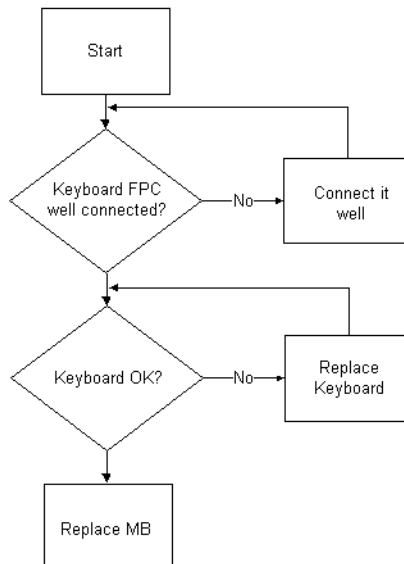 Start
Keyboard FPC
well connected?
No
Connect it
well
Keyboard OK?
No
Replace
Keyboard
Replace MB